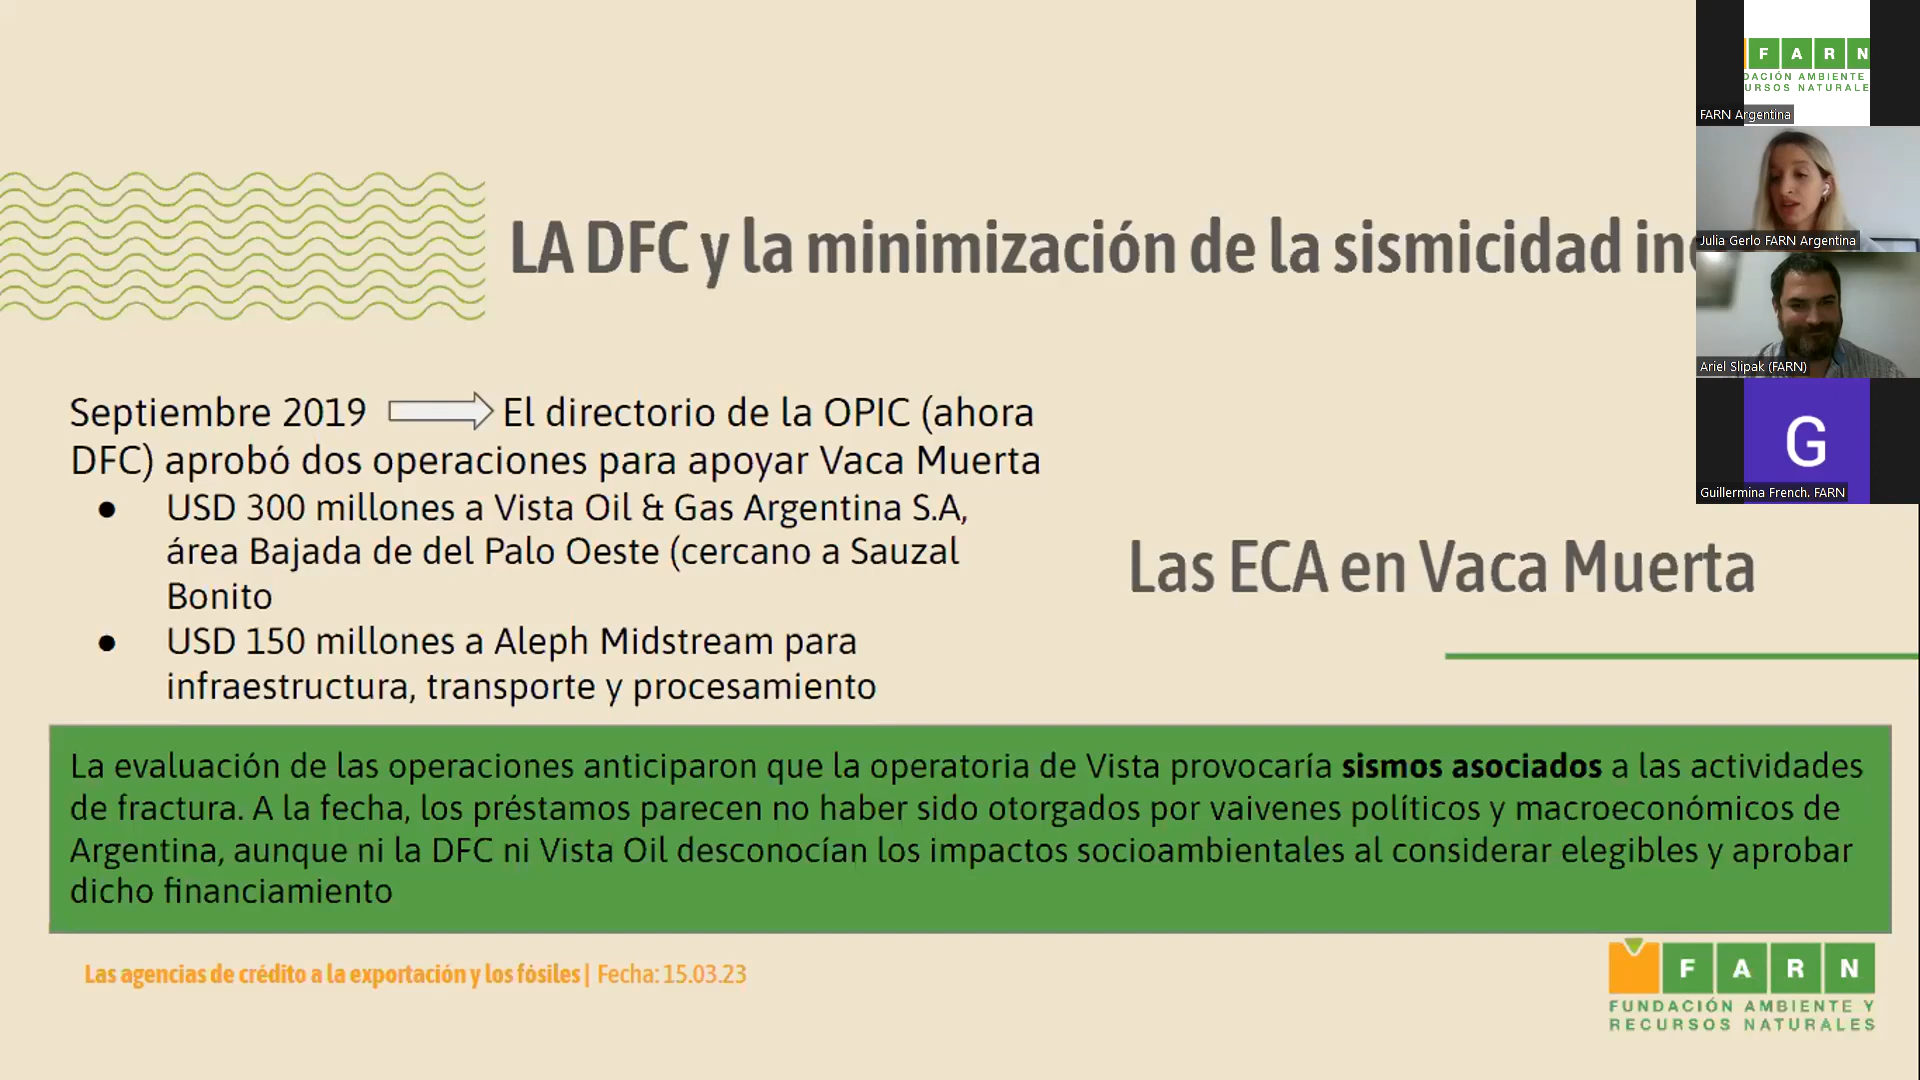 LA DFC y la minimización de la sismicidad
Septiembre 2019 El directorio de la OPIC (ahora
DFC) aprobó dos operaciones para apoyar Vaca Muerta
● USD 300 millones a Vista Oil & Gas Argentina S.A,
área Bajada de del Palo Oeste (cercano a Sauzal
Bonito
● USD 150 millones a Aleph Midstream para
infraestructura, transporte y procesamiento
Las ECA en Vaca Muerta
La evaluación de las operaciones anticiparon que la operatoria de Vista provocaría sismos asociados a las actividades
de fractura. A la fecha, los préstamos parecen no haber sido otorgados por vaivenes políticos y macroeconómicos de
Argentina, aunque ni la DFC ni Vista Oil desconocían los impactos socioambientales al considerar elegibles y aprobar
dicho financiamiento
Las agencias de crédito a la exportación y los fósiles | Fecha: 15.03.23
FARN
FUNDACIÓN AMBIENTE Y
RECURSOS NATURALES
FARN
DACIÓN AMBIENTE
URSOS NATURALE
FARN Argentina
Julia Gerlo FARN Argentina
Ariel Slipak (FARN)
G
Guillermina French. FARN